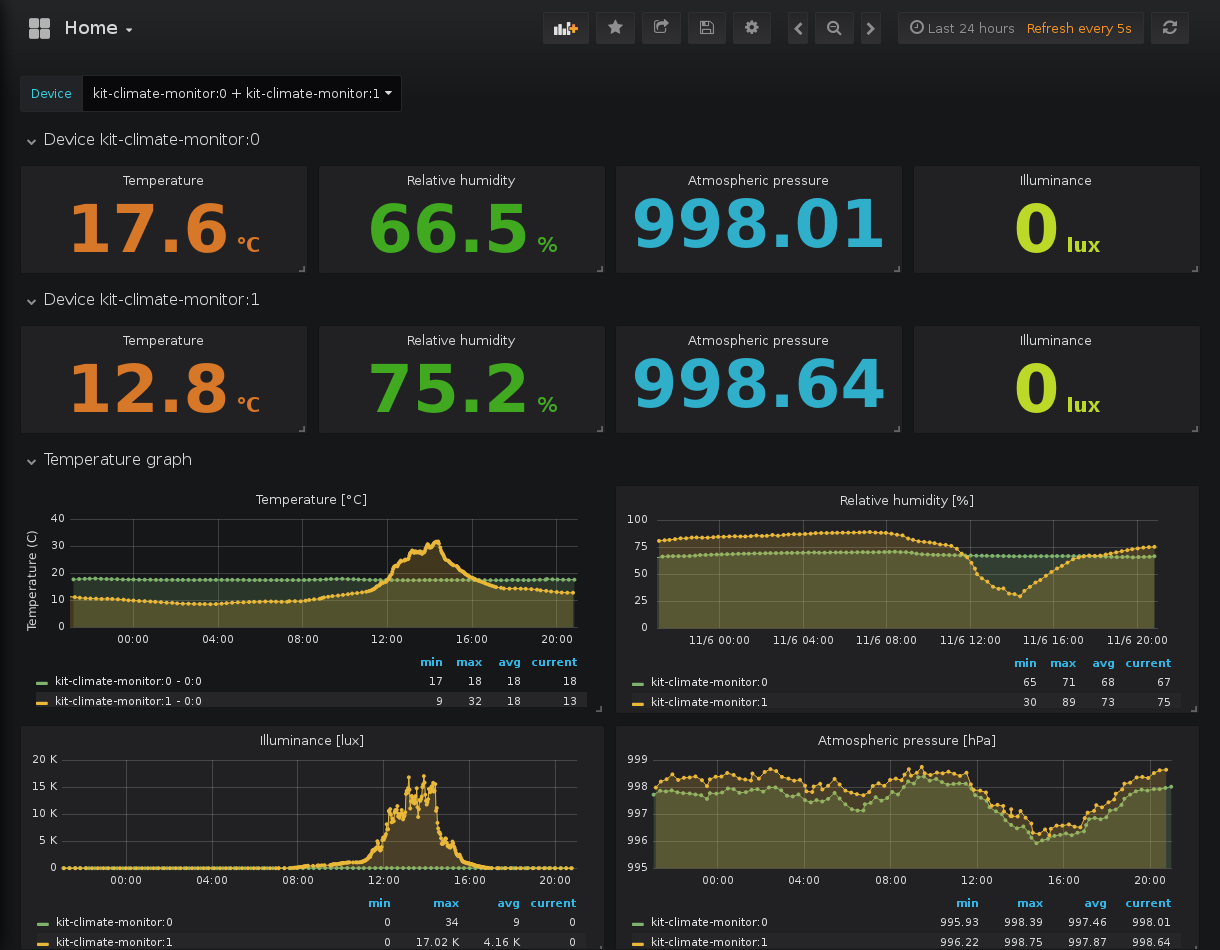 Home
Last 24 hours Refresh every 5s
Device kit-climate-monitor:0 + kit-climate-monitor:1
Device kit-climate-monitor:0
Temperature Relative humidity Atmospheric pressure Illuminance
17.6 °C 66.5 % 998.01 0 lux
Device kit-climate-monitor:1
Temperature Relative humidity Atmospheric pressure Illuminance
12.8 °C 75.2 % 998.64 0 lux
Temperature graph
Temperature [°C]
Temperature (C)
40
30
20
10
0
00:00 04:00 08:00 12:00 16:00 20:00
min max avg current
kit-climate-monitor:0 - 0:0 17 18 18 18
kit-climate-monitor:1 - 0:0 9 32 18 13
Relative humidity [%]
100
75
50
25
0
11/6 00:00 11/6 04:00 11/6 08:00 11/6 12:00 11/6 16:00 11/6 20:00
min max avg current
kit-climate-monitor:0 65 71 68 67
kit-climate-monitor:1 30 89 73 75
Illuminance [lux]
20 K
15 K
10 K
5 K
0
00:00 04:00 08:00 12:00 16:00 20:00
min max avg current
kit-climate-monitor:0 0 34 9 0
kit-climate-monitor:1 0 17.02 K 4.16 K 0
Atmospheric pressure [hPa]
999
998
997
996
995
00:00 04:00 08:00 12:00 16:00 20:00
min max avg current
kit-climate-monitor:0 995.93 998.39 997.46 998.01
kit-climate-monitor:1 996.22 998.75 997.87 998.64